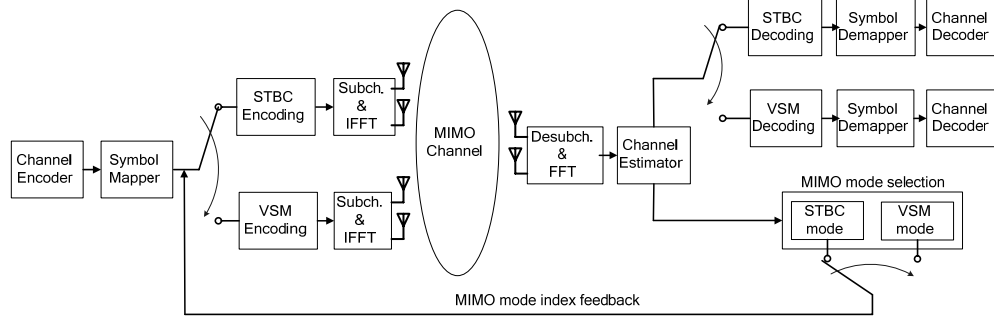 Channel
Encoder
Symbol
Mapper
STBC
Encoding
Subch.
&
IFFT
VSM
Encoding
Subch.
&
IFFT
MIMO
Channel
Desubch.
&
FFT
Channel
Estimator
STBC
Decoding
Symbol
Demapper
Channel
Decoder
VSM
Decoding
Symbol
Demapper
Channel
Decoder
MIMO mode selection
STBC
mode
VSM
mode
MIMO mode index feedback